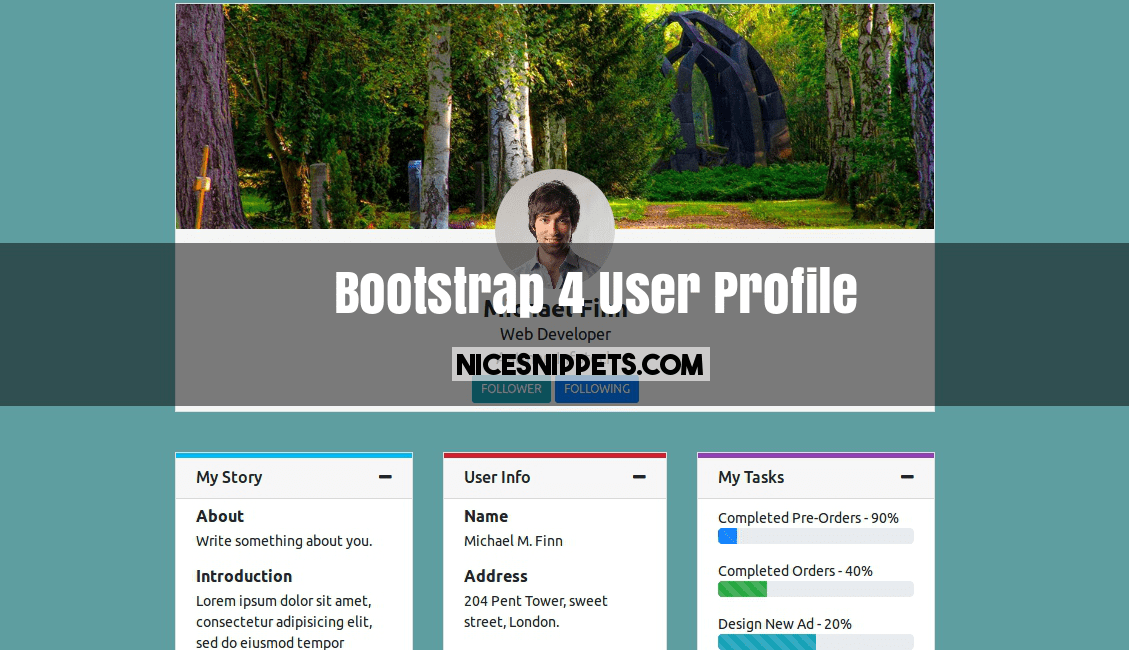 Bootstrap 4 User Profile
Michael Finn
Web Developer
NICESNIPPETS.COM
FOLLOWER FOLLOWING
My Story
About
Write something about you.
Introduction
Lorem ipsum dolor sit amet,
consectetur adipisicing elit,
sed do eiusmod tempor
User Info
Name
Michael M. Finn
Address
204 Pent Tower, sweet
street, London.
My Tasks
Completed Pre-Orders - 90%
Completed Orders - 40%
Design New Ad - 20%